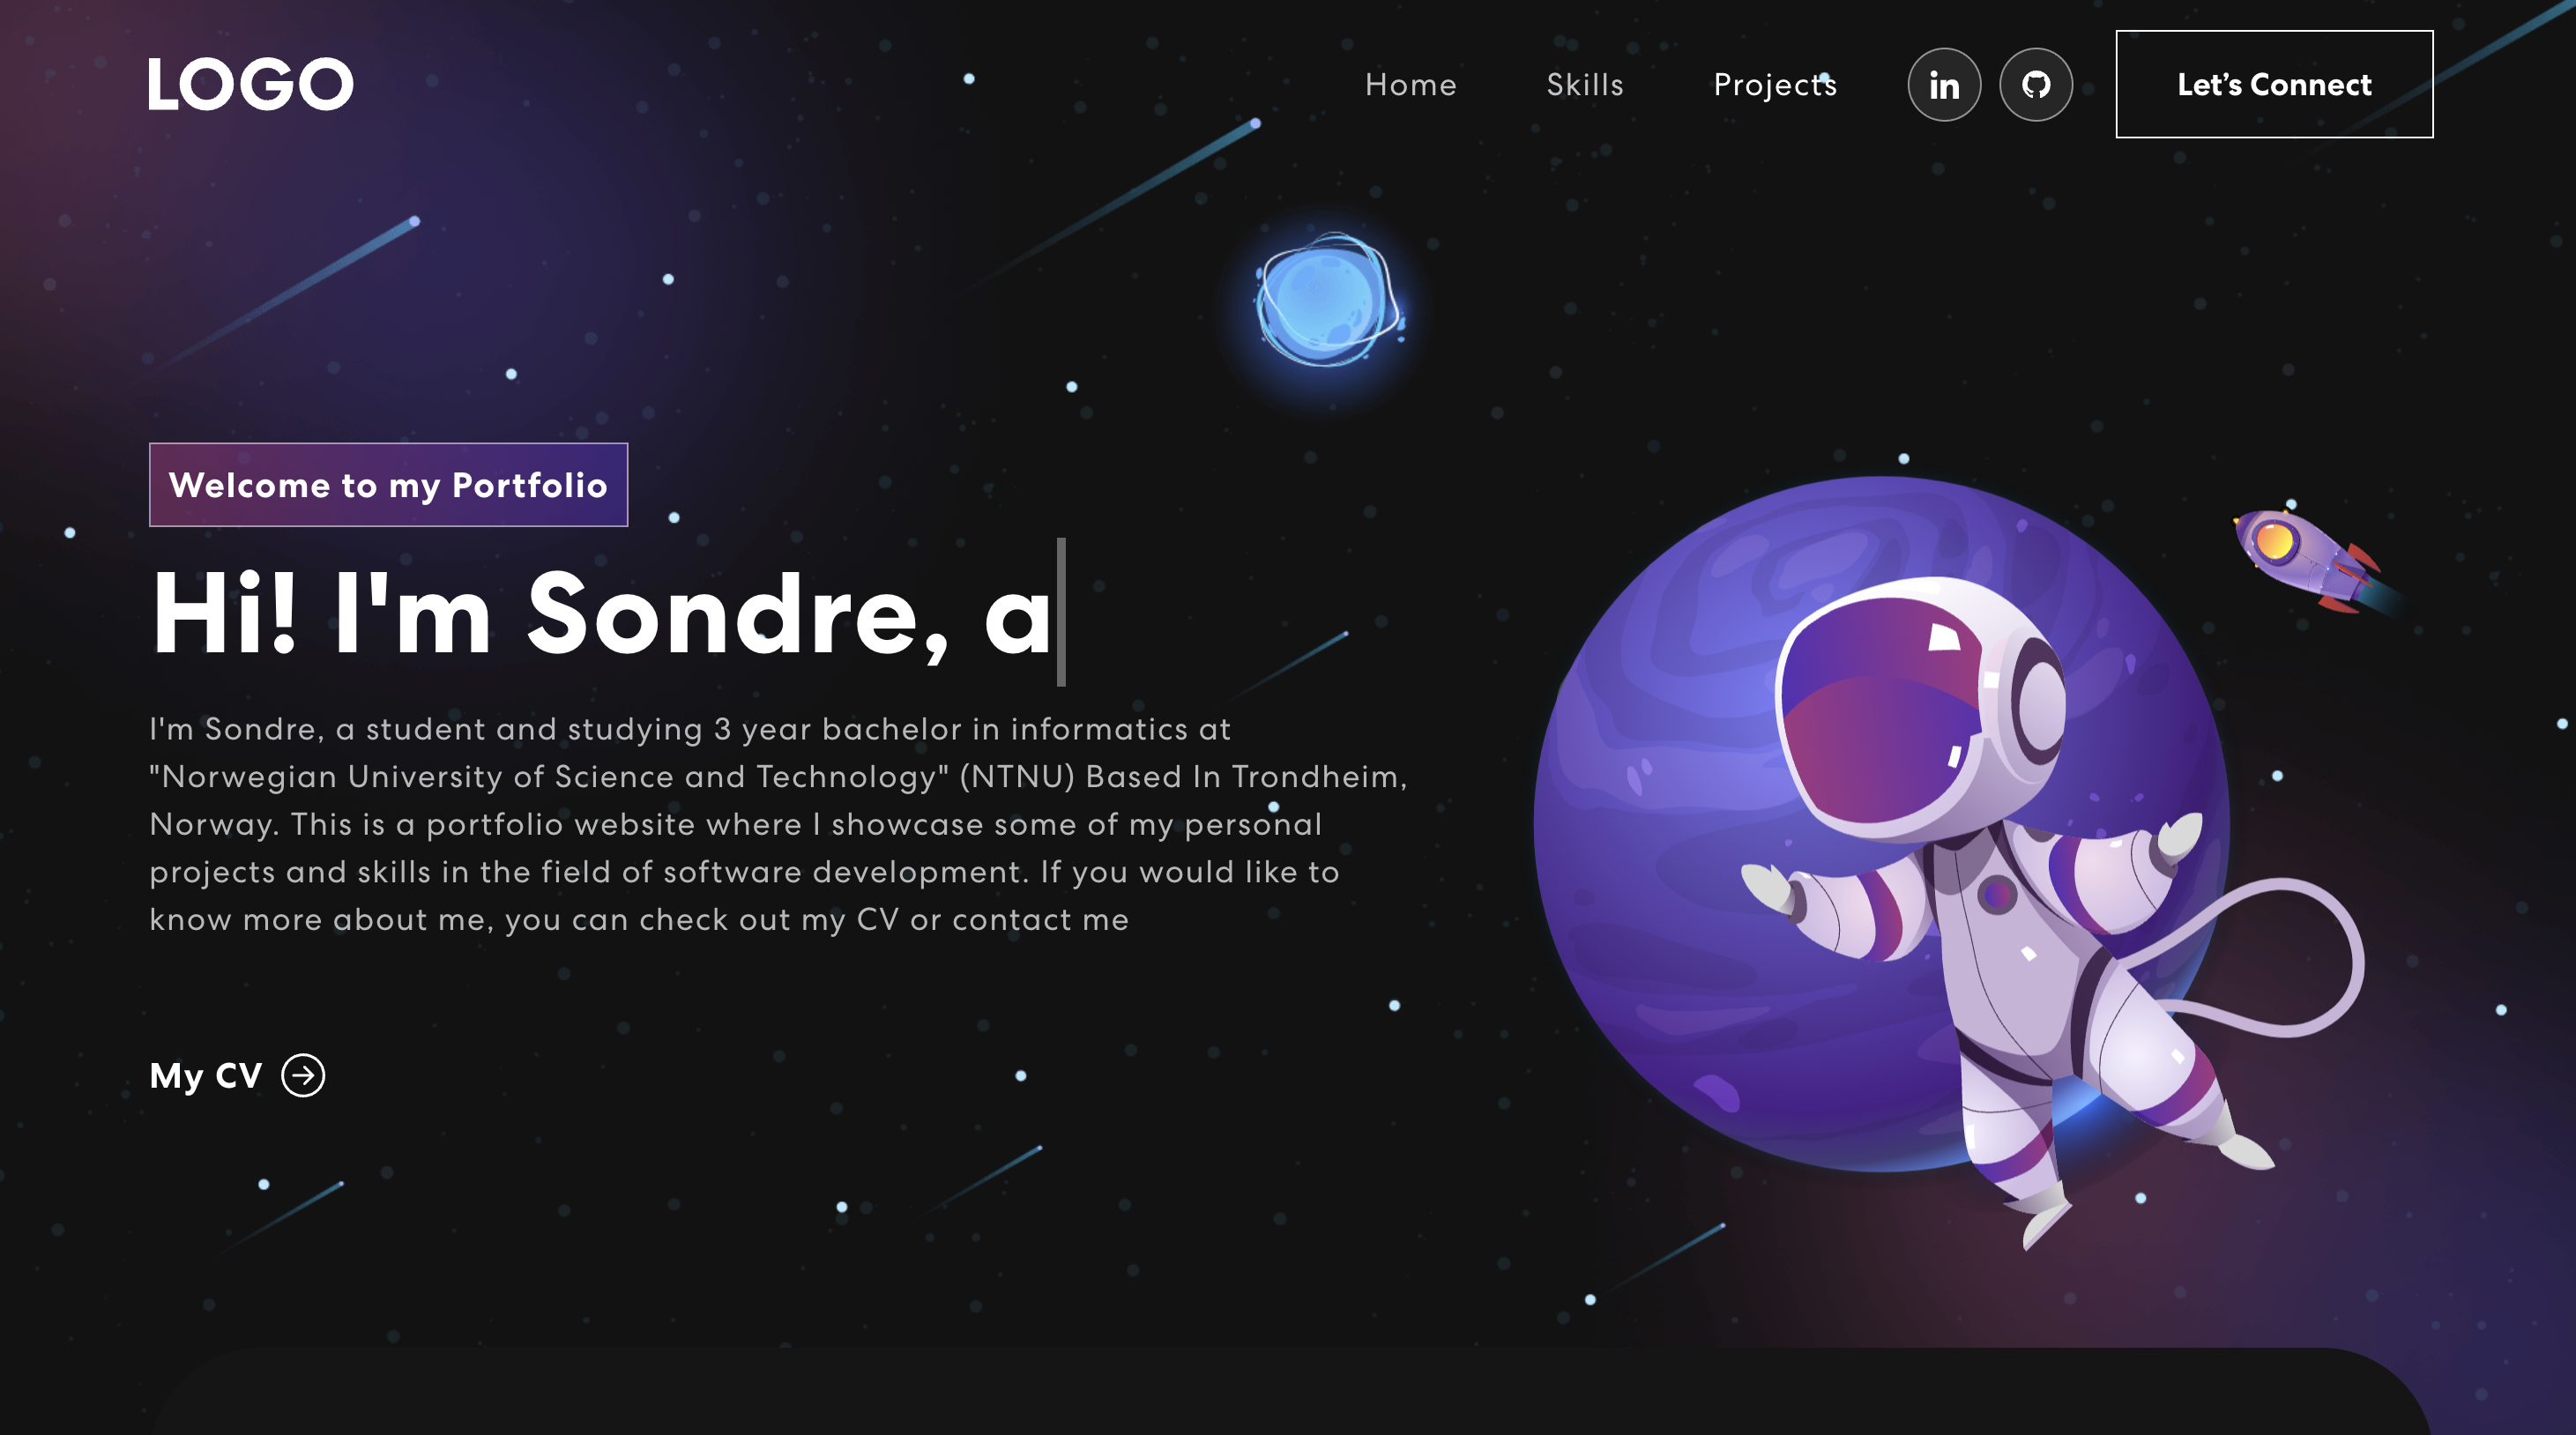 LOGO
Home
Skills
Projects
in
Let’s Connect
Welcome to my Portfolio
Hi! I'm Sondre, a
I'm Sondre, a student and studying 3 year bachelor in informatics at
"Norwegian University of Science and Technology" (NTNU) Based In Trondheim,
Norway. This is a portfolio website where I showcase some of my personal
projects and skills in the field of software development. If you would like to
know more about me, you can check out my CV or contact me
My CV